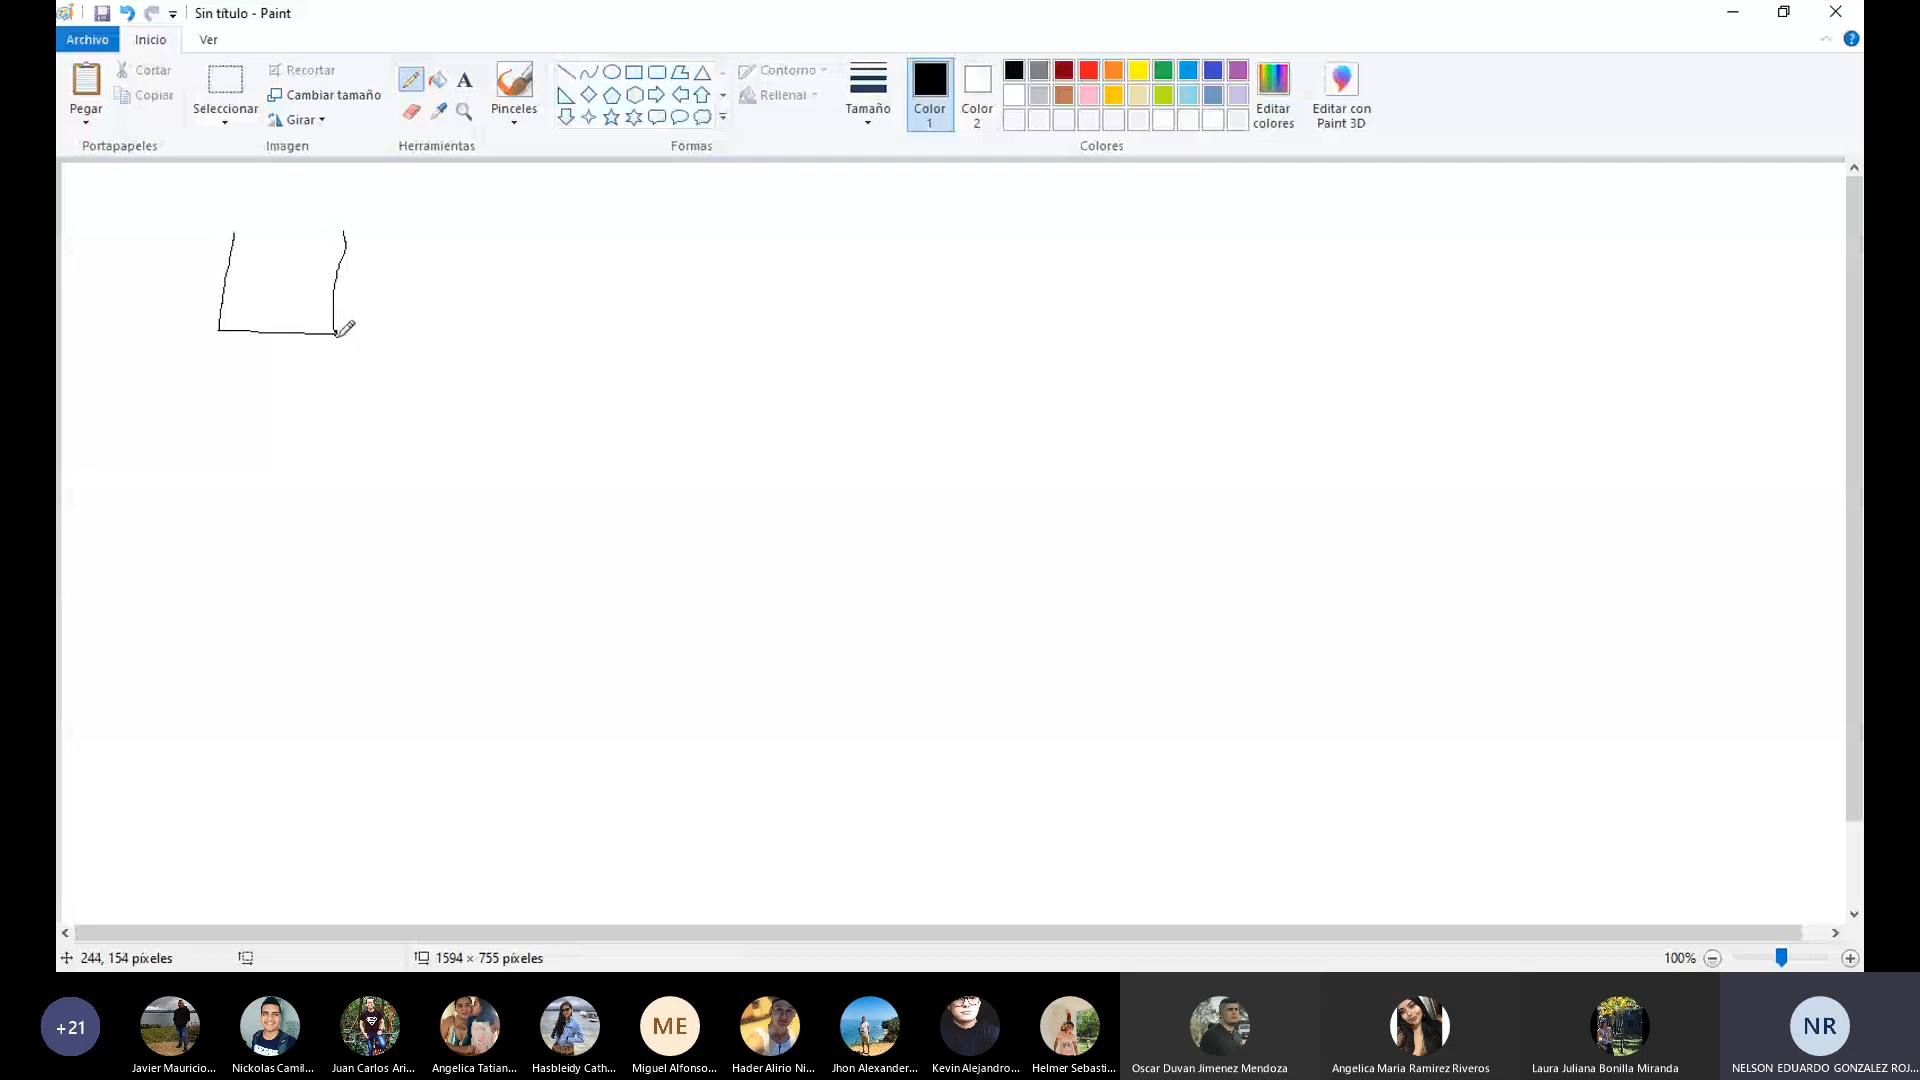 Sin título - Paint
Archivo Inicio Ver
Pegar
Cortar
Copiar
Portapapeles
Seleccionar
Recortar
Cambiar tamaño
Girar
Imagen
A
Herramientas
Pinceles
Formas
Contorno
Rellenar
Tamaño
Color
1
Color
2
Editar
colores
Editar con
Paint 3D
Colores
244, 154 píxeles
1594 × 755 píxeles
100%
+21
ME
NR
Javier Mauricio...
Nickolas Camil...
Juan Carlos Ari...
Angelica Tatian...
Hasbleidy Cath...
Miguel Alfonso...
Hader Alirio Ni...
Jhon Alexander...
Kevin Alejandro...
Helmer Sebasti...
Oscar Duvan Jimenez Mendoza
Angelica Maria Ramirez Riveros
Laura Juliana Bonilla Miranda
NELSON EDUARDO GONZALEZ ROJ...